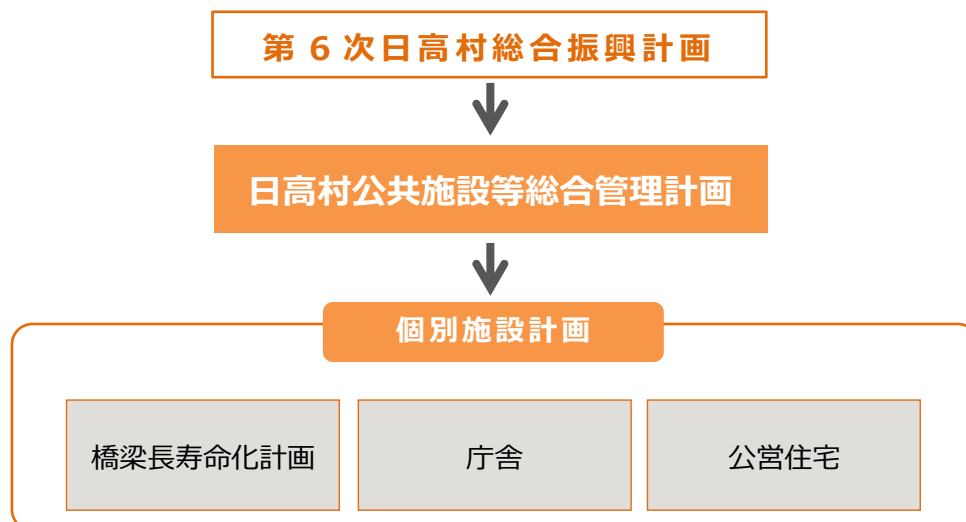 第6次日高村総合振興計画
日高村公共施設等総合管理計画
個別施設計画
橋梁長寿命化計画
庁舎
公営住宅